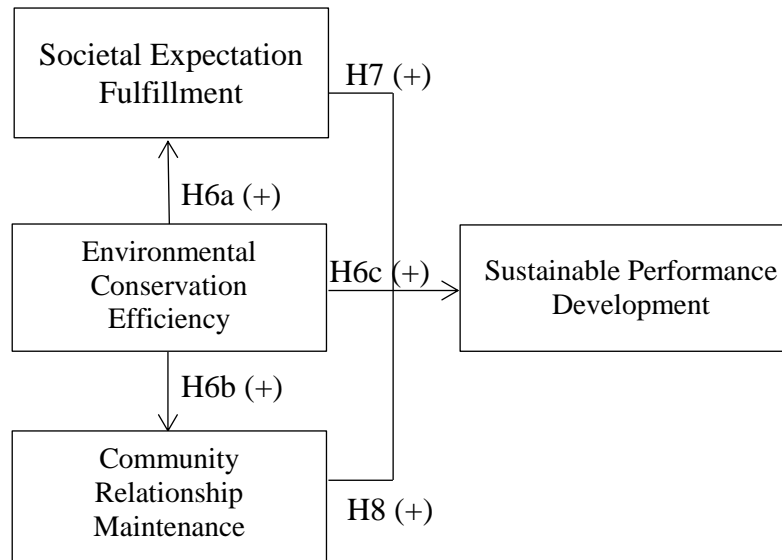 Societal Expectation
Fulfillment
H7 (+)
H6a (+)
Environmental
Conservation
Efficiency
H6c (+)
Sustainable Performance
Development
H6b (+)
Community
Relationship
Maintenance
H8 (+)